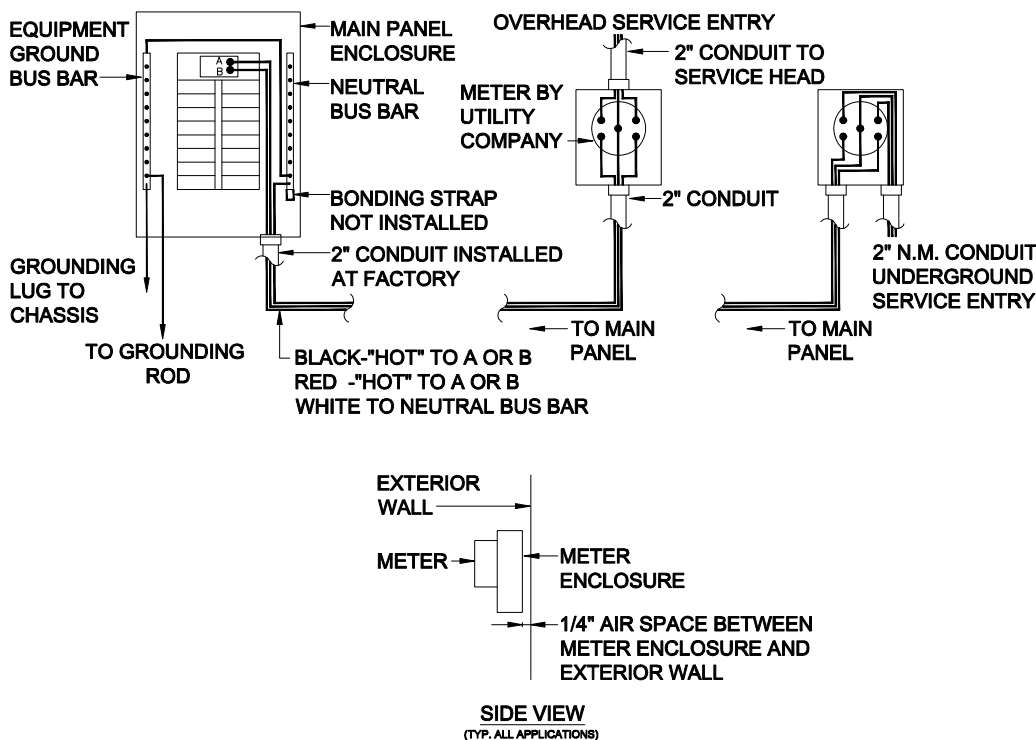 EQUIPMENT
GROUND
BUS BAR
MAIN PANEL
ENCLOSURE
A
B
NEUTRAL
BUS BAR
BONDING STRAP
NOT INSTALLED
2" CONDUIT INSTALLED
AT FACTORY
GROUNDING
LUG TO
CHASSIS
TO GROUNDING
ROD
BLACK-"HOT" TO A OR B
RED -"HOT" TO A OR B
WHITE TO NEUTRAL BUS BAR
OVERHEAD SERVICE ENTRY
2" CONDUIT TO
SERVICE HEAD
METER BY
UTILITY
COMPANY
2" CONDUIT
TO MAIN
PANEL
2" N.M. CONDUIT
UNDERGROUND
SERVICE ENTRY
TO MAIN
PANEL
EXTERIOR
WALL
METER
METER
ENCLOSURE
1/4" AIR SPACE BETWEEN
METER ENCLOSURE AND
EXTERIOR WALL
SIDE VIEW
(TYP. ALL APPLICATIONS)